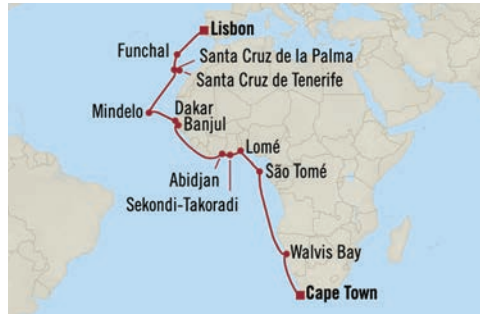 Lisbon
Funchal
Santa Cruz de la Palma
Santa Cruz de Tenerife
Mindelo
Dakar
Banjul
Lomé
Abidjan
São Tomé
Sekondi-Takoradi
Walvis Bay
Cape Town